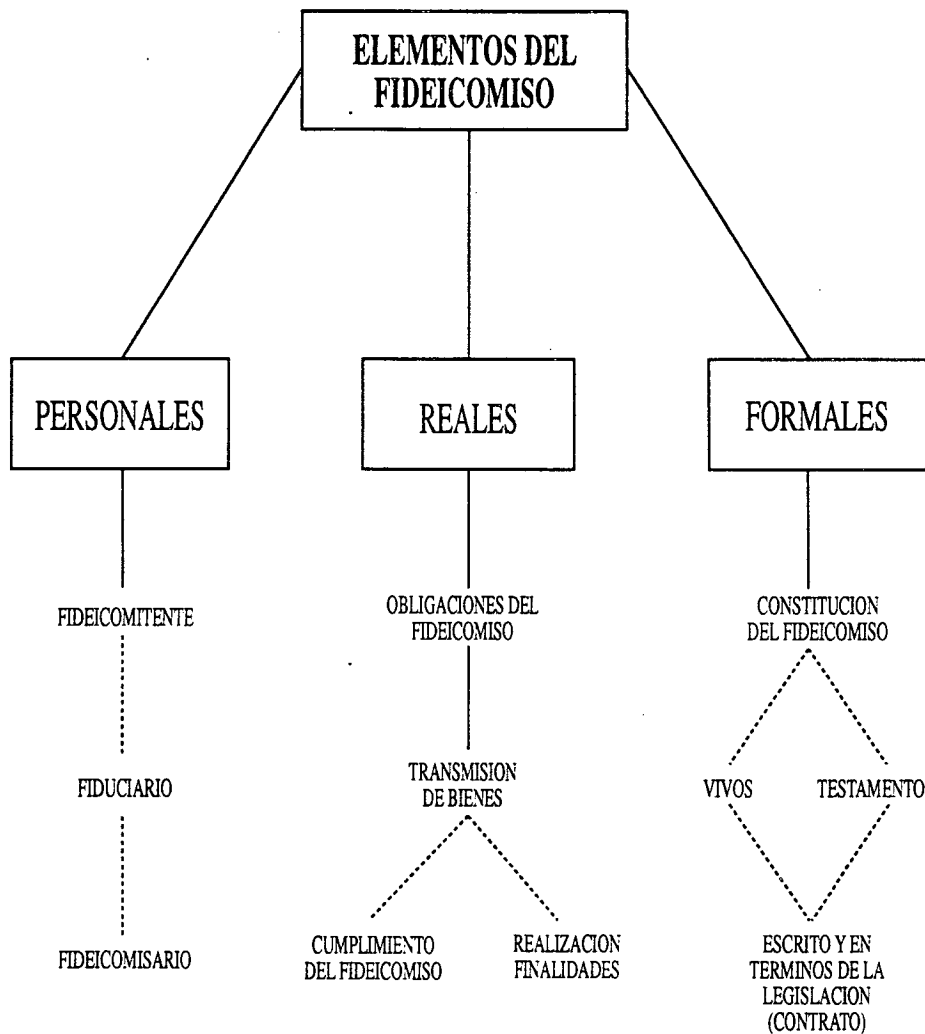 ELEMENTOS DEL
FIDEICOMISO
PERSONALES
REALES
FORMALES
FIDEICOMITENTE
OBLIGACIONES DEL
FIDEICOMISO
CONSTITUCION
DEL FIDEICOMISO
FIDUCIARIO
TRANSMISION
DE BIENES
VIVOS
TESTAMENTO
FIDEICOMISARIO
CUMPLIMIENTO
DEL FIDEICOMISO
REALIZACION
FINALIDADES
ESCRITO Y EN
TERMINOS DE LA
LEGISLACION
(CONTRATO)